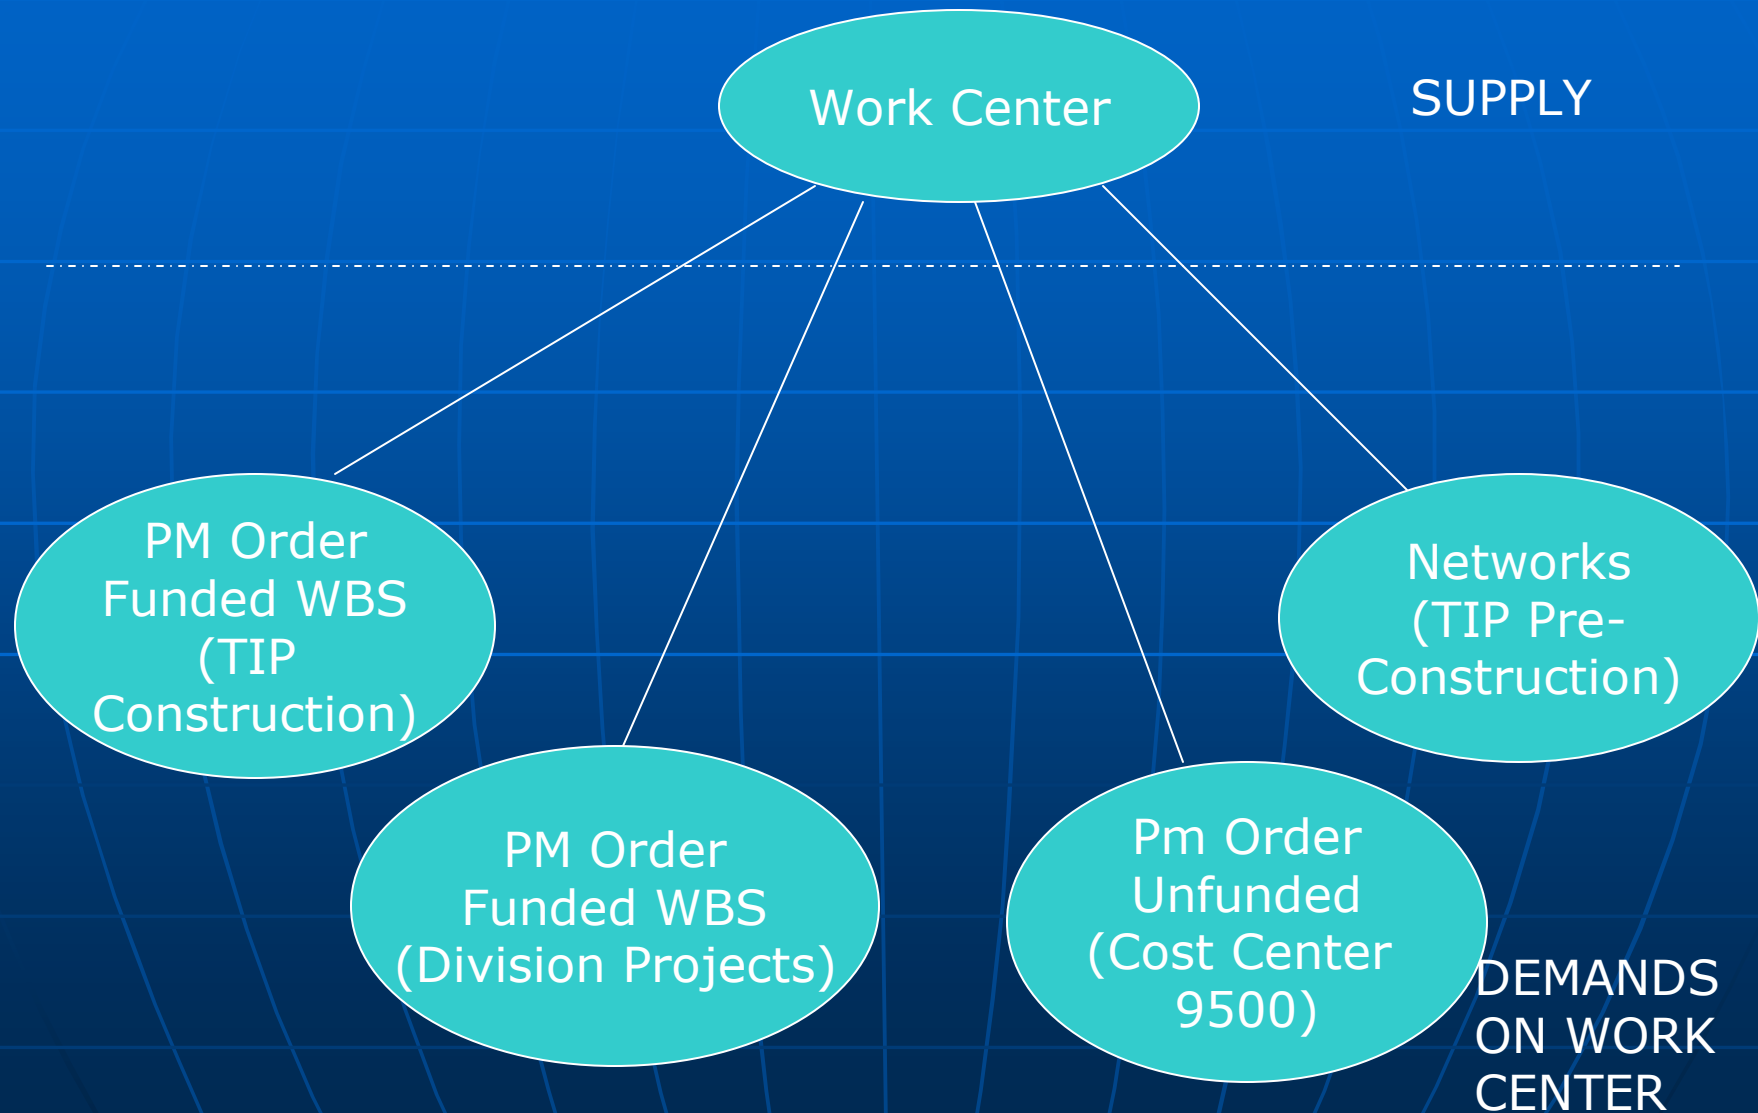 Work Center
SUPPLY
PM Order
Funded WBS
(TIP
Construction)
PM Order
Funded WBS
(Division Projects)
Pm Order
Unfunded
(Cost Center
9500)
Networks
(TIP Pre-
Construction)
DEMANDS
ON WORK
CENTER